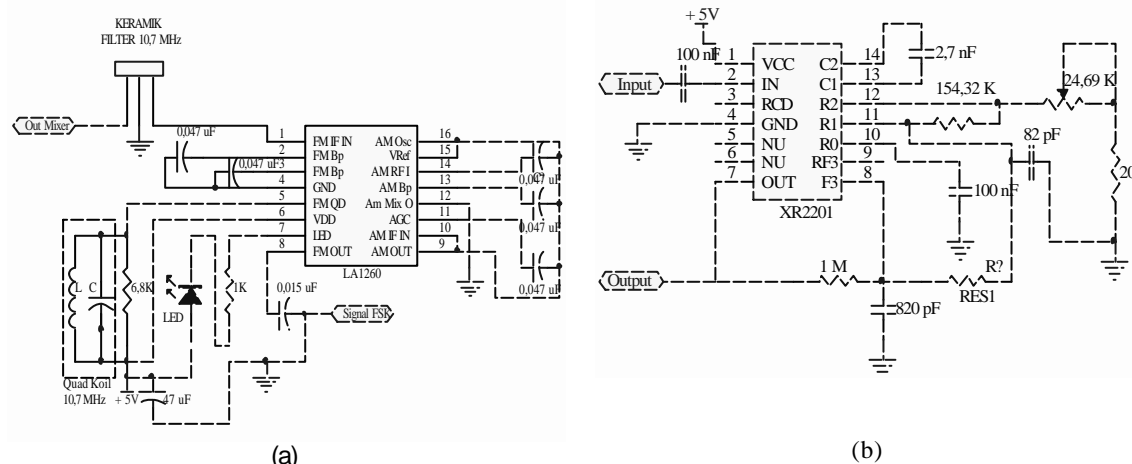 KERAMIK
FILTER 10,7 MHz
Out Mixer
0,047 uF
0,047 uF
1 FM IF IN
2 FM Bp
3 FM Bp
4 GND
5 FM QD
6 VDD
7 LED
8 FM OUT
16 AM Osc
15 VRef
14 AM RF I
13 AM Bp
12 Am Mix O
11 AGC
10 AM IF IN
9 AM OUT
LA1260
0,047 uF
0,047 uF
0,047 uF
L C
6,8K
LED
1K
0,015 uF
Signal FSK
Quad Koil
10,7 MHz
+ 5V
47 uF
(a)
+ 5V
100 nF
Input
1 VCC
2 IN
3 RCD
4 GND
5 NU
6 NU
7 OUT
C2 14
C1 13
R2 12
R1 11
R0 10
RF3 9
F3 8
XR2201
2,7 nF
154,32 K
24,69 K
82 pF
20
100 nF
Output
1 M
R?
RES1
820 pF
(b)